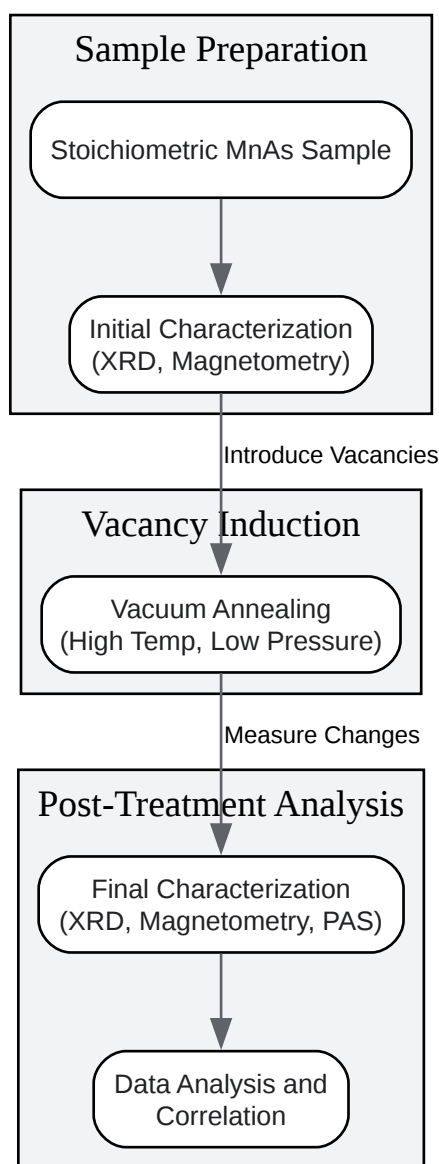 Sample Preparation
Stoichiometric MnAs Sample
Initial Characterization
(XRD, Magnetometry)
Introduce Vacancies
Vacancy Induction
Vacuum Annealing
(High Temp, Low Pressure)
Measure Changes
Post-Treatment Analysis
Final Characterization
(XRD, Magnetometry, PAS)
Data Analysis and
Correlation